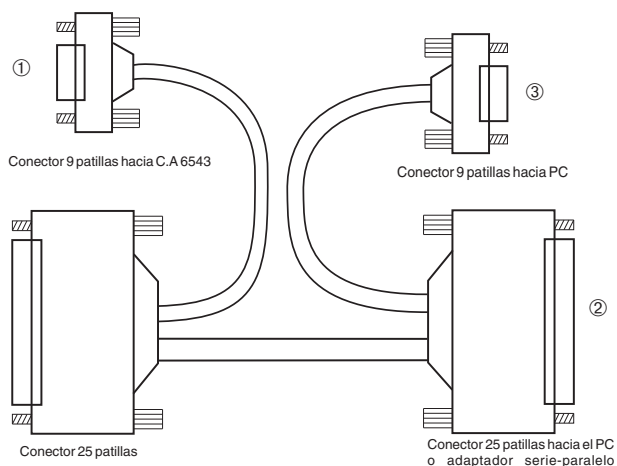 ①
③
Conector 9 patillas hacia C.A 6543
Conector 9 patillas hacia PC
②
Conector 25 patillas
Conector 25 patillas hacia el PC
o adaptador serie-paralelo